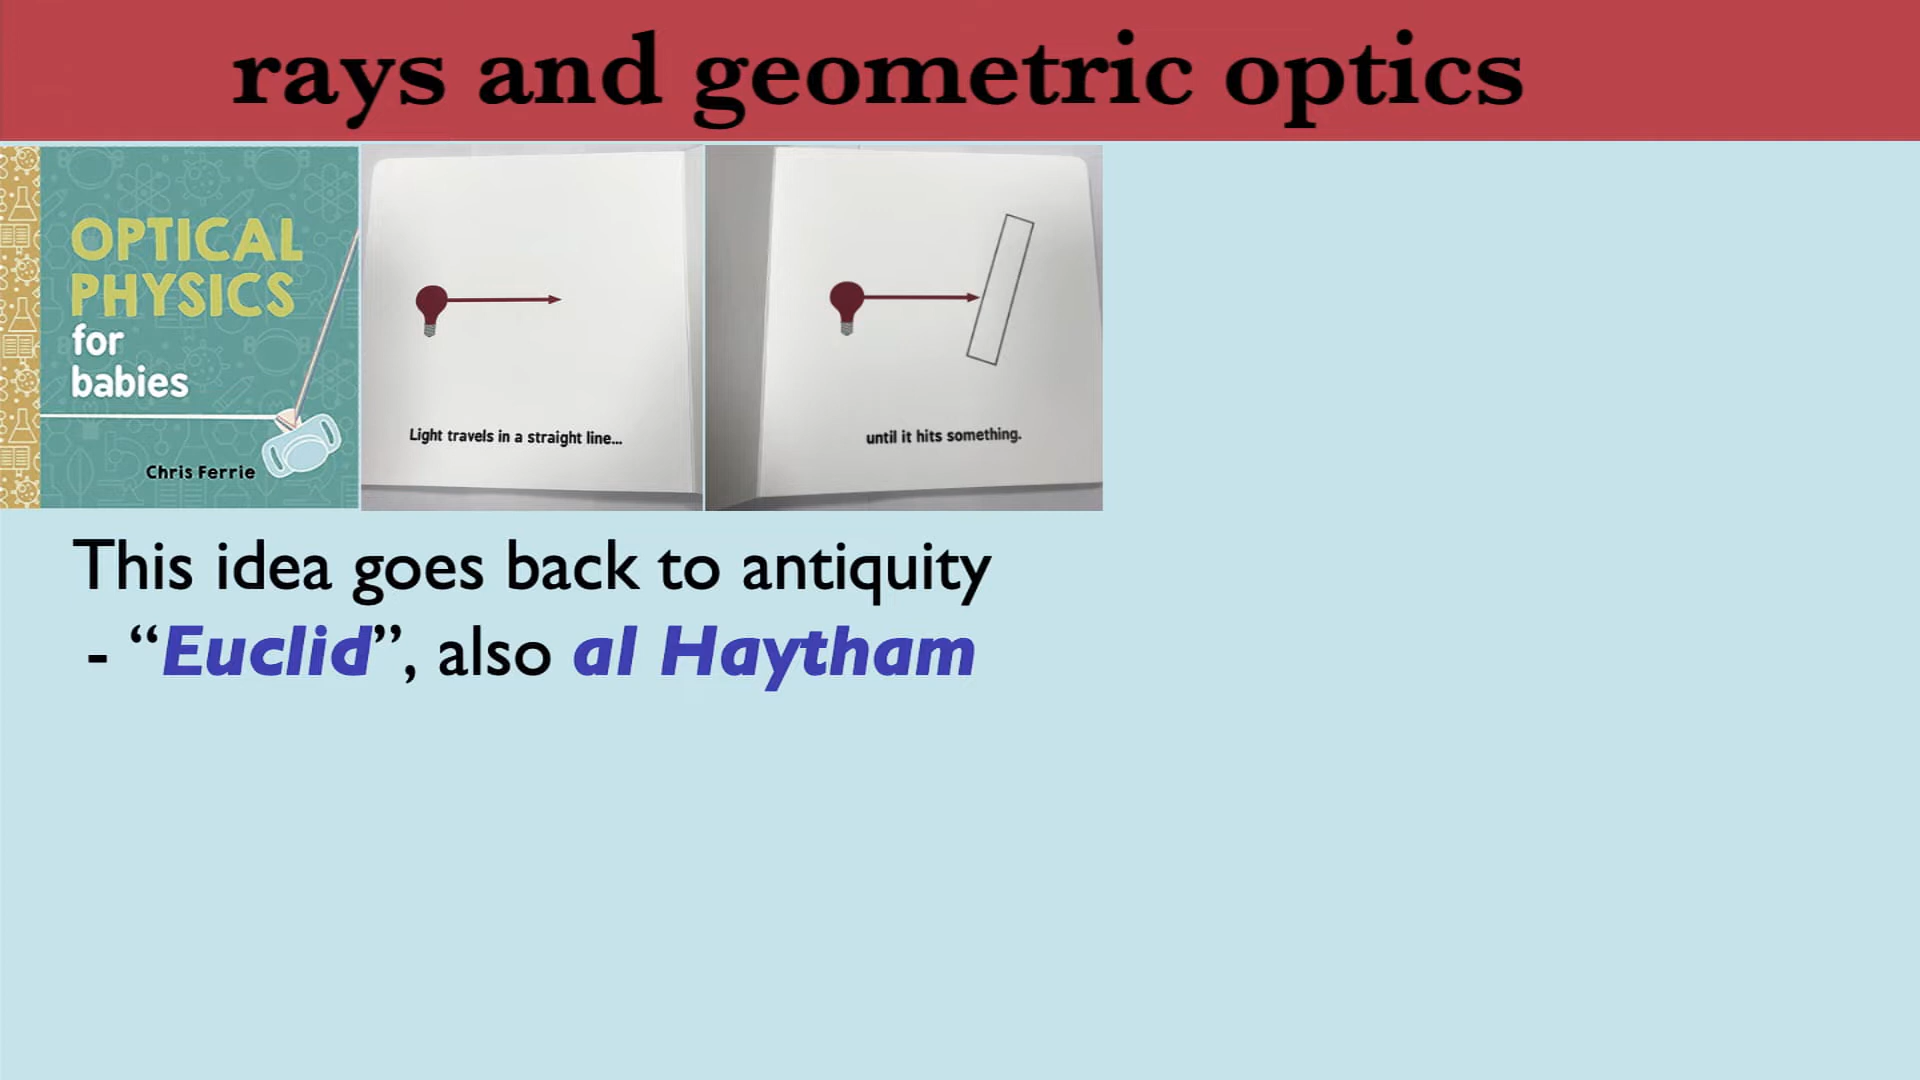 rays and geometric optics
OPTICAL
PHYSICS
for
babies
Chris Ferrie
Light travels in a straight line...
until it hits something.
This idea goes back to antiquity
- “Euclid”, also al Haytham